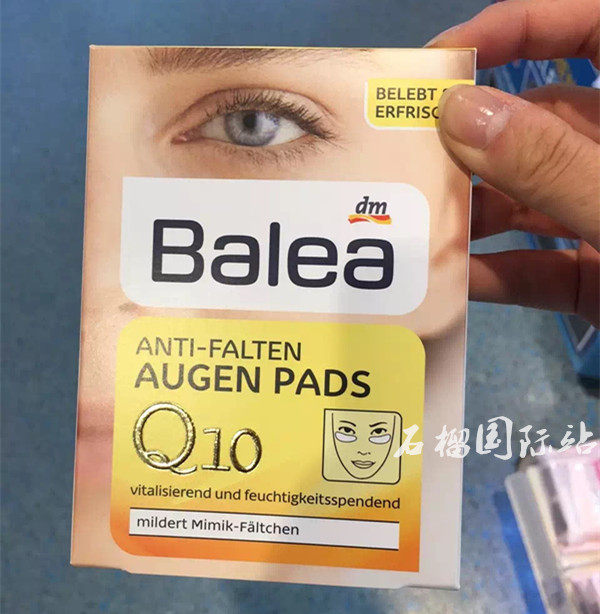 BELEBT
ERFRISC
dm
Balea
ANTI-FALTEN
AUGEN PADS
Q10
石榴国际站
vitalisierend und feuchtigkeitsspendend
mildert Mimik-Fältchen